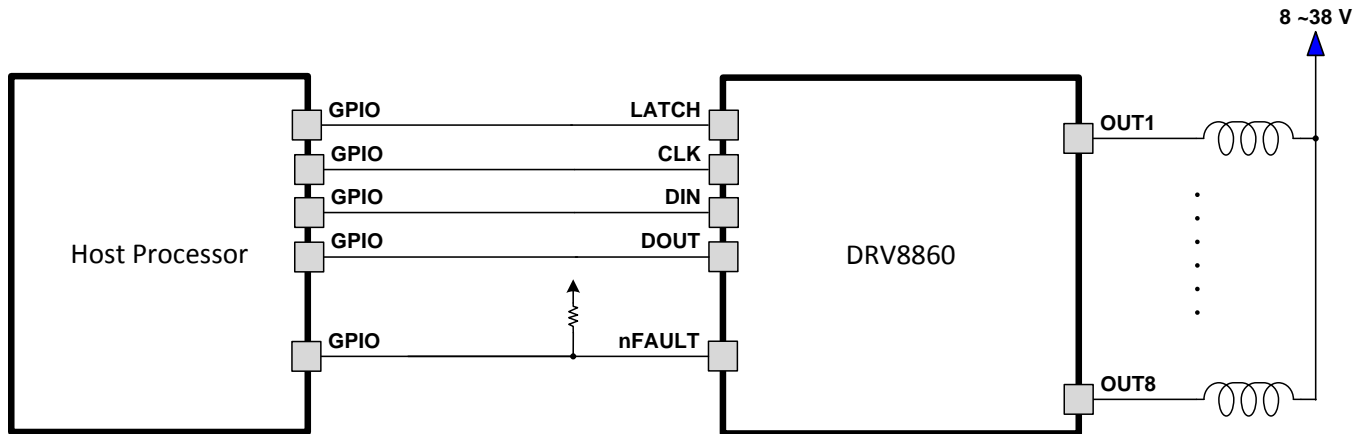 8 ~38 V
GPIO LATCH
GPIO CLK
GPIO DIN
GPIO DOUT
GPIO nFAULT
Host Processor
DRV8860
OUT1
OUT8